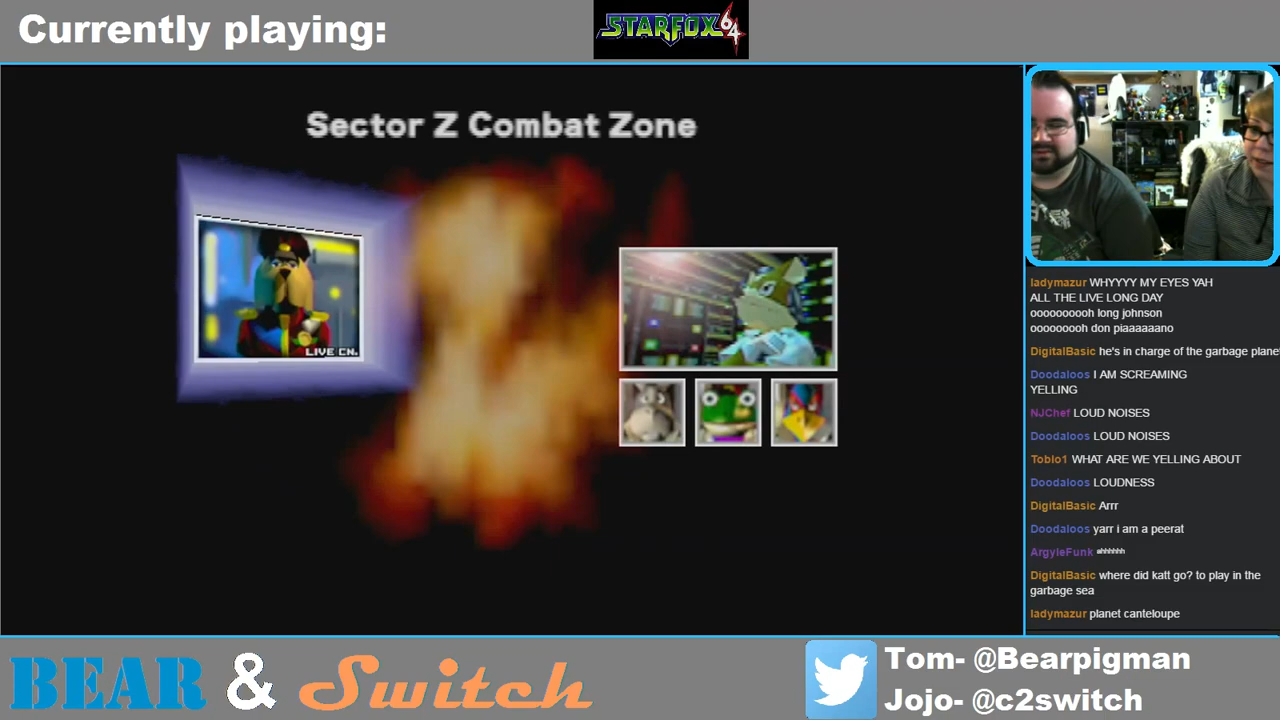 Currently playing:
STARFOX 64
Sector Z Combat Zone
LIVE CN.
ladymazur WHYYYY MY EYES YAH
ALL THE LIVE LONG DAY
oooooooooh long johnson
ooooooooh don piaaaaaano
DigitalBasic he's in charge of the garbage plane
Doodaloos I AM SCREAMING
YELLING
NJChef LOUD NOISES
Doodaloos LOUD NOISES
Toblo1 WHAT ARE WE YELLING ABOUT
Doodaloos LOUDNESS
DigitalBasic Arrr
Doodaloos yarr i am a peerat
ArgyleFunk ahhhhhh
DigitalBasic where did katt go? to play in the
garbage sea
ladymazur planet canteloupe
BEAR & Switch
Tom- @Bearpigman
Jojo- @c2switch